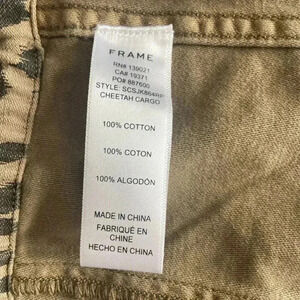 FRAME
RN# 139021
CA# 19371
PO# 887600
STYLE: SCSJK864RP
CHEETAH CARGO
100% COTTON
100% COTON
100% ALGODÓN
MADE IN CHINA
FABRIQUÉ EN
CHINE
HECHO EN CHINA